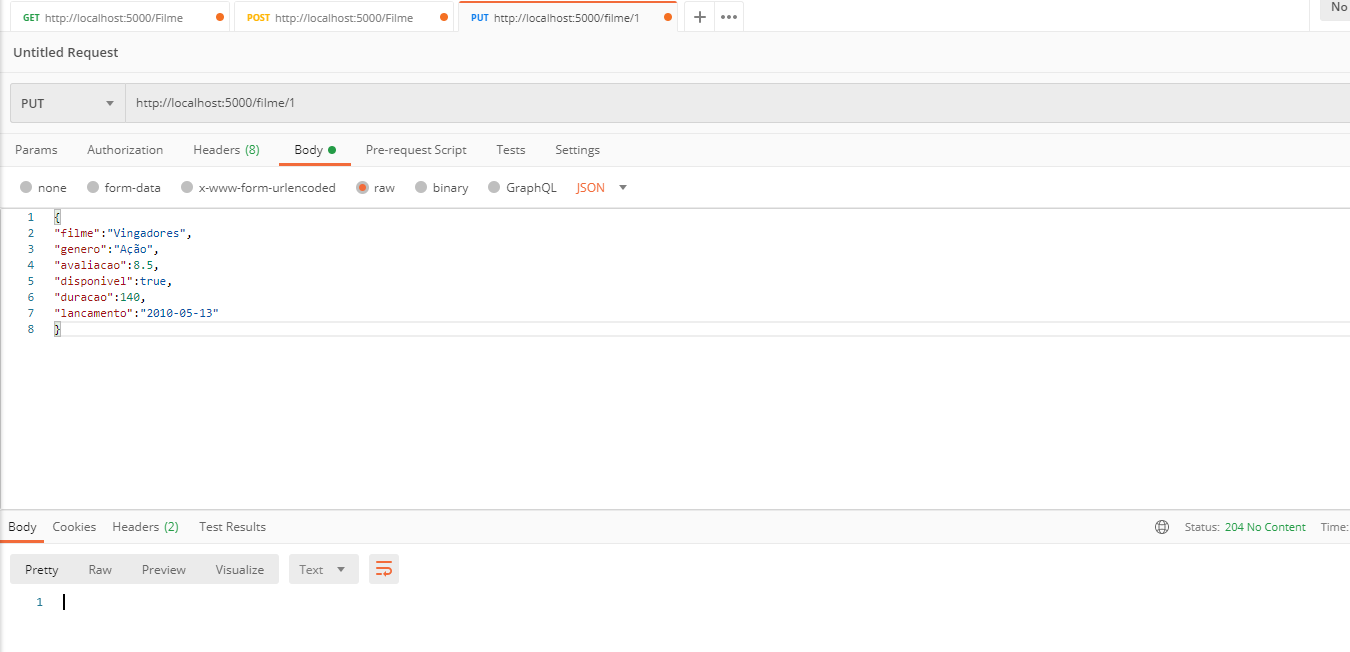 GET http://localhost:5000/Filme POST http://localhost:5000/Filme PUT http://localhost:5000/filme/1 + ••• No
Untitled Request
PUT http://localhost:5000/filme/1
Params Authorization Headers (8) Body Pre-request Script Tests Settings
none form-data x-www-form-urlencoded raw binary GraphQL JSON
1 {
2 "filme":"Vingadores",
3 "genero":"Ação",
4 "avaliacao":8.5,
5 "disponivel":true,
6 "duracao":140,
7 "lancamento":"2010-05-13"
8 }
Body Cookies Headers (2) Test Results Status: 204 No Content Time:
Pretty Raw Preview Visualize Text
1